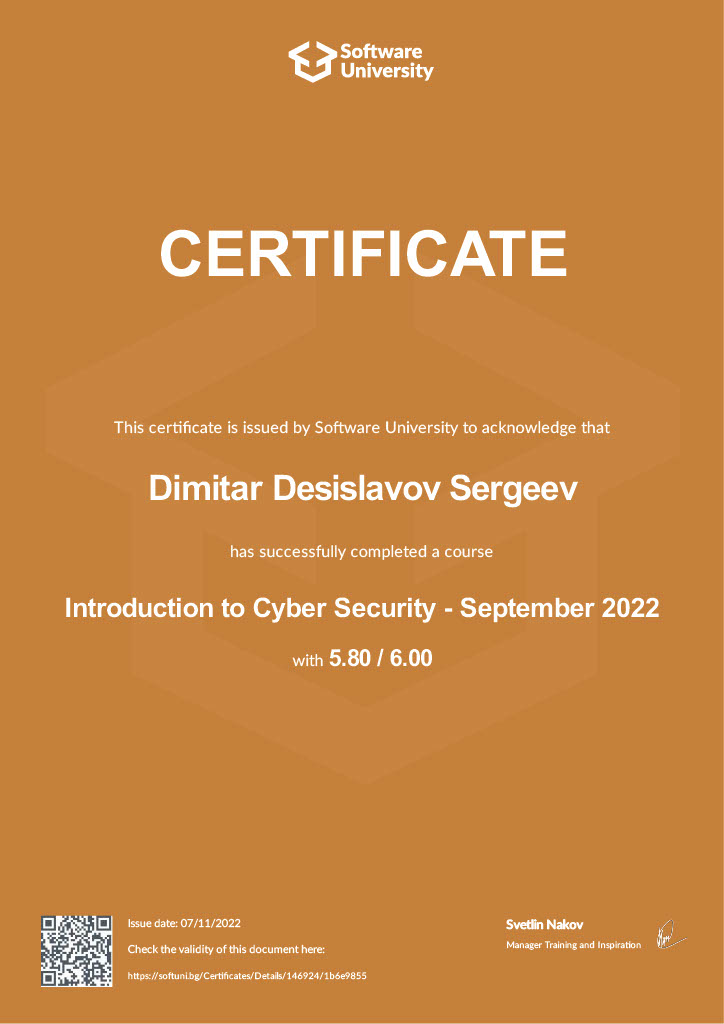 Software
University
CERTIFICATE
This certificate is issued by Software University to acknowledge that
Dimitar Desislavov Sergeev
has successfully completed a course
Introduction to Cyber Security - September 2022
with 5.80 / 6.00
Issue date: 07/11/2022
Check the validity of this document here:
https://softuni.bg/Certificates/Details/146924/1b6e9855
Svetlin Nakov
Manager Training and Inspiration